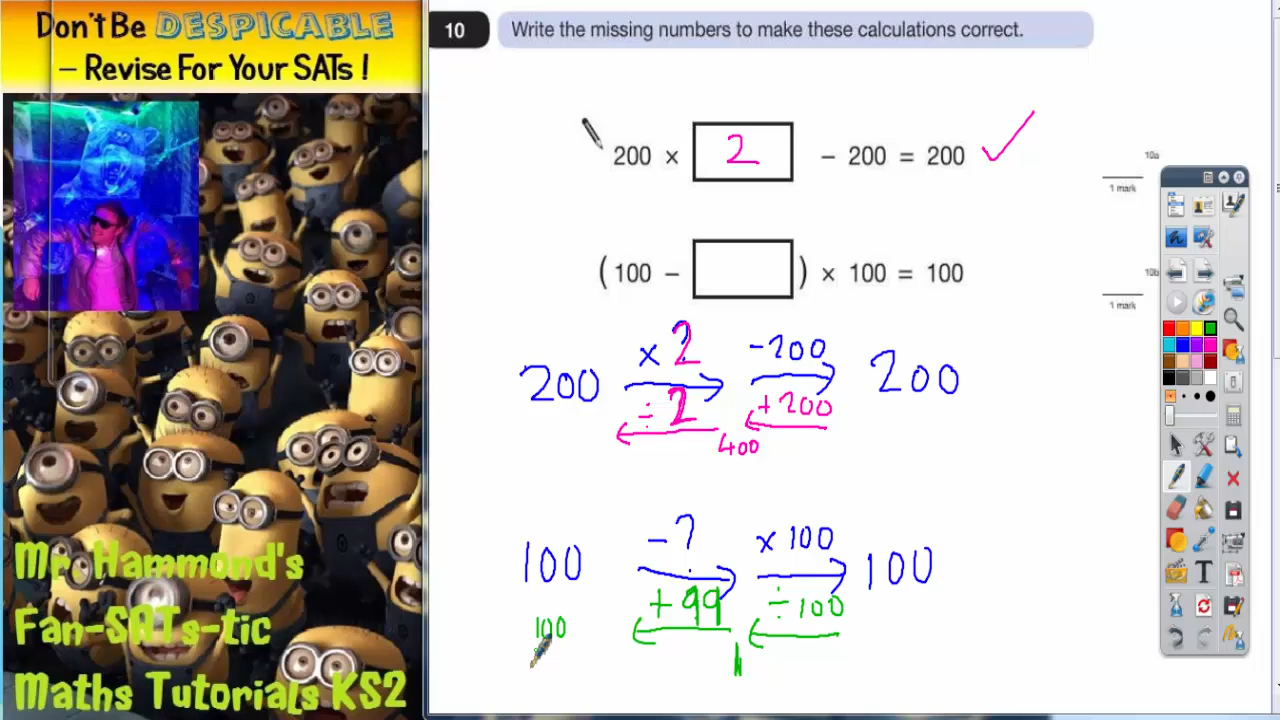 Don't Be DESPICABLE
– Revise For Your SATs !
10 Write the missing numbers to make these calculations correct.
200 × 2 – 200 = 200 ✓
10a
1 mark
(100 – ) × 100 = 100
10b
1 mark
× 2 -200
200 200
÷ 2 +200
400
- ? × 100
100 100
+ 99 ÷ 100
100
1
Mr Hammond's
Fan-SATs-tic
Maths Tutorials KS2
T